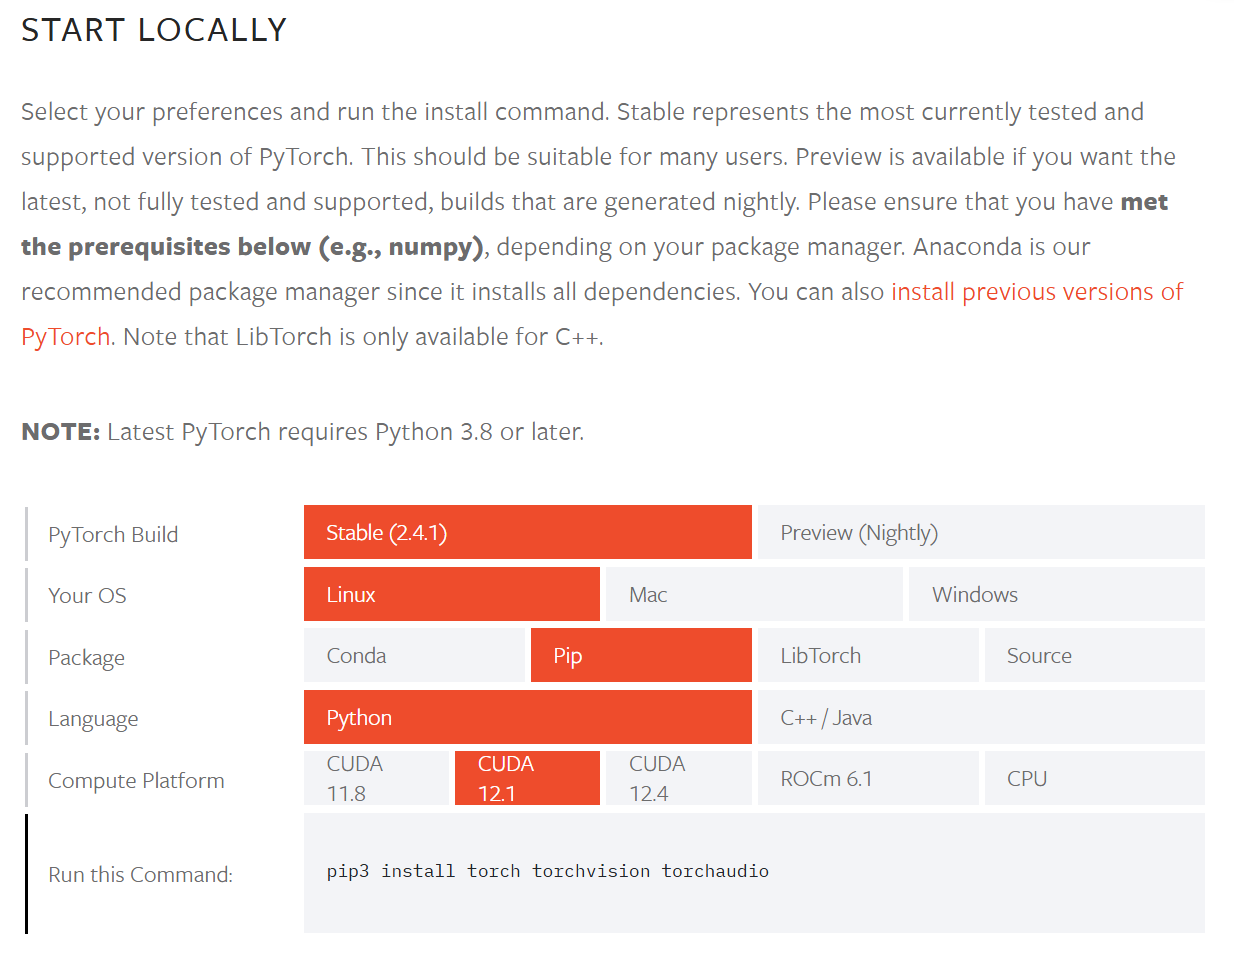 START LOCALLY
Select your preferences and run the install command. Stable represents the most currently tested and
supported version of PyTorch. This should be suitable for many users. Preview is available if you want the
latest, not fully tested and supported, builds that are generated nightly. Please ensure that you have met
the prerequisites below (e.g., numpy), depending on your package manager. Anaconda is our
recommended package manager since it installs all dependencies. You can also install previous versions of
PyTorch. Note that LibTorch is only available for C++.
NOTE: Latest PyTorch requires Python 3.8 or later.
PyTorch Build Stable (2.4.1) Preview (Nightly)
Your OS Linux Mac Windows
Package Conda Pip LibTorch Source
Language Python C++ / Java
Compute Platform CUDA 11.8 CUDA 12.1 CUDA 12.4 ROCm 6.1 CPU
Run this Command: pip3 install torch torchvision torchaudio